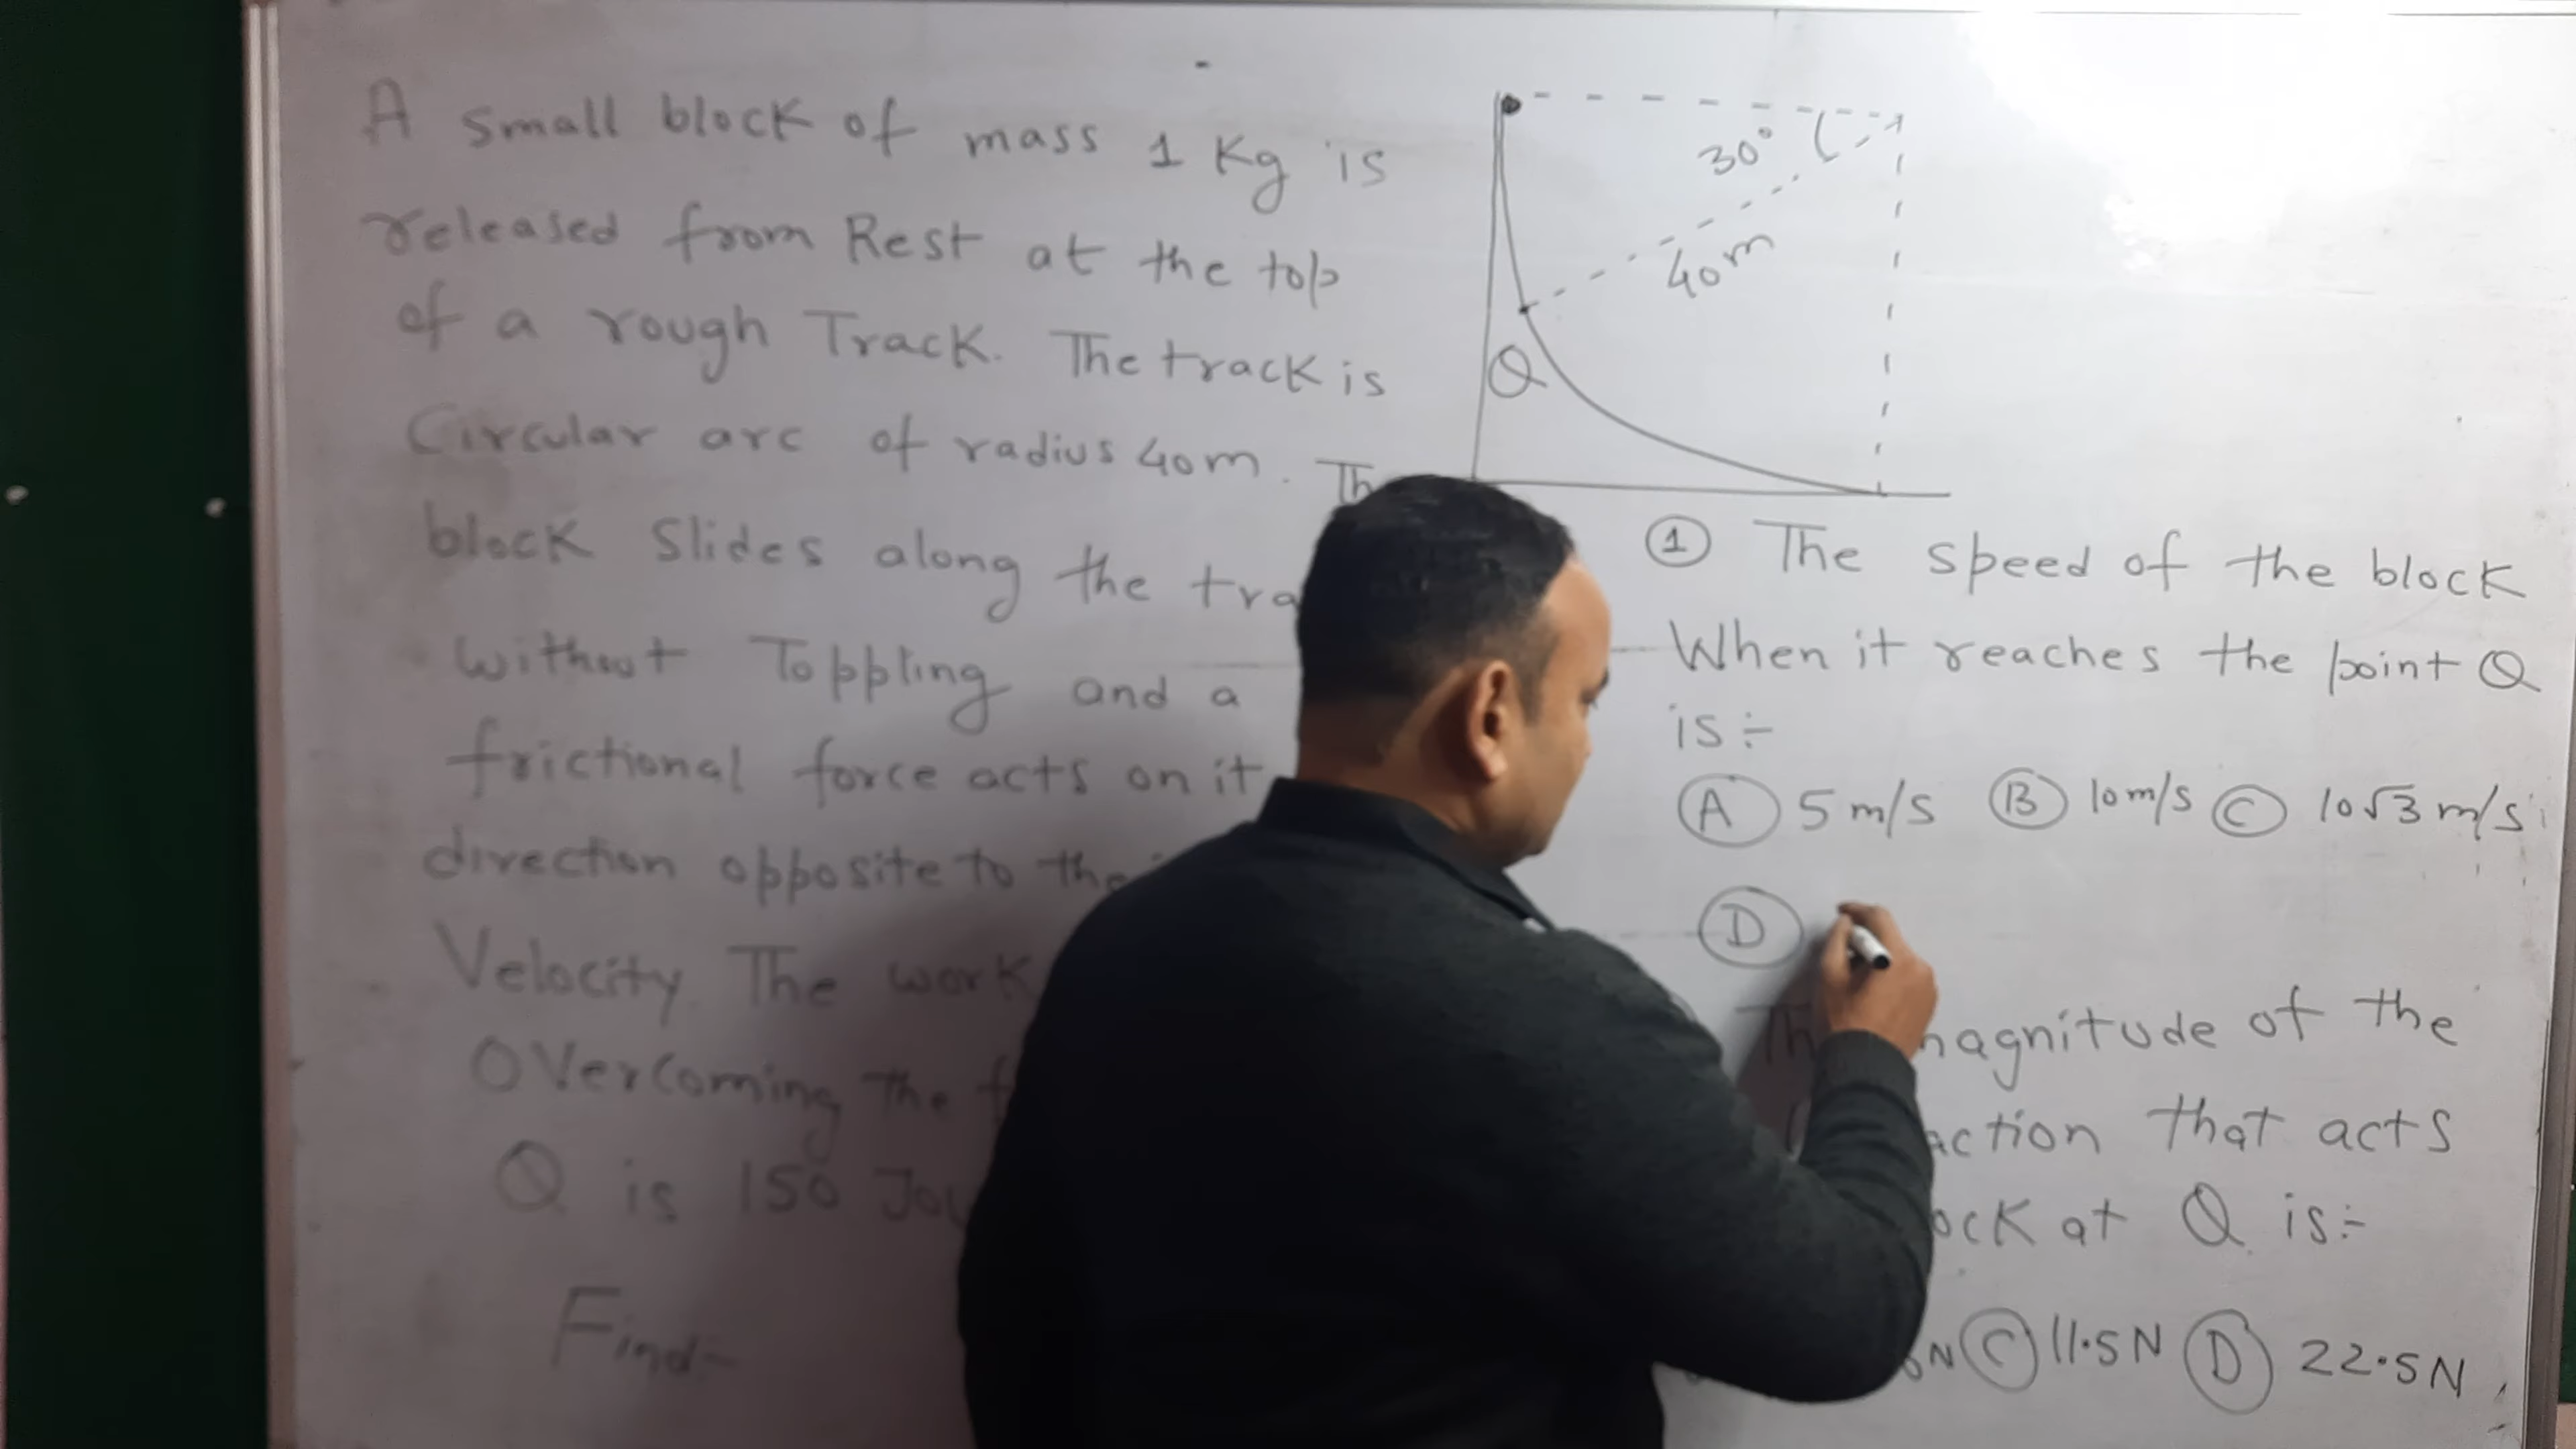 A small block of mass 1 Kg is
released from Rest at the top
of a rough Track. The track is
Circular arc of radius 40m. Th
block Slides along the tra
without Toppling and a
frictional force acts on it
direction opposite to the
Velocity. The work
Overcoming the f
Q is 150 Jou
Find:-
30°
40m
Q
① The speed of the block
When it reaches the point Q
is :-
Ⓐ 5 m/s Ⓑ 10 m/s Ⓒ 10√3 m/s
Ⓓ
Th magnitude of the
action that acts
ock at Q is:-
N Ⓒ 11.5 N Ⓓ 22.5 N